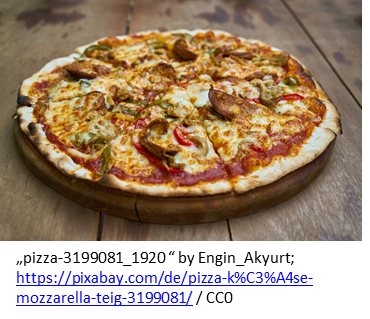 „pizza-3199081_1920 “ by Engin_Akyurt;
https://pixabay.com/de/pizza-k%C3%A4se-
mozzarella-teig-3199081/ / CC0